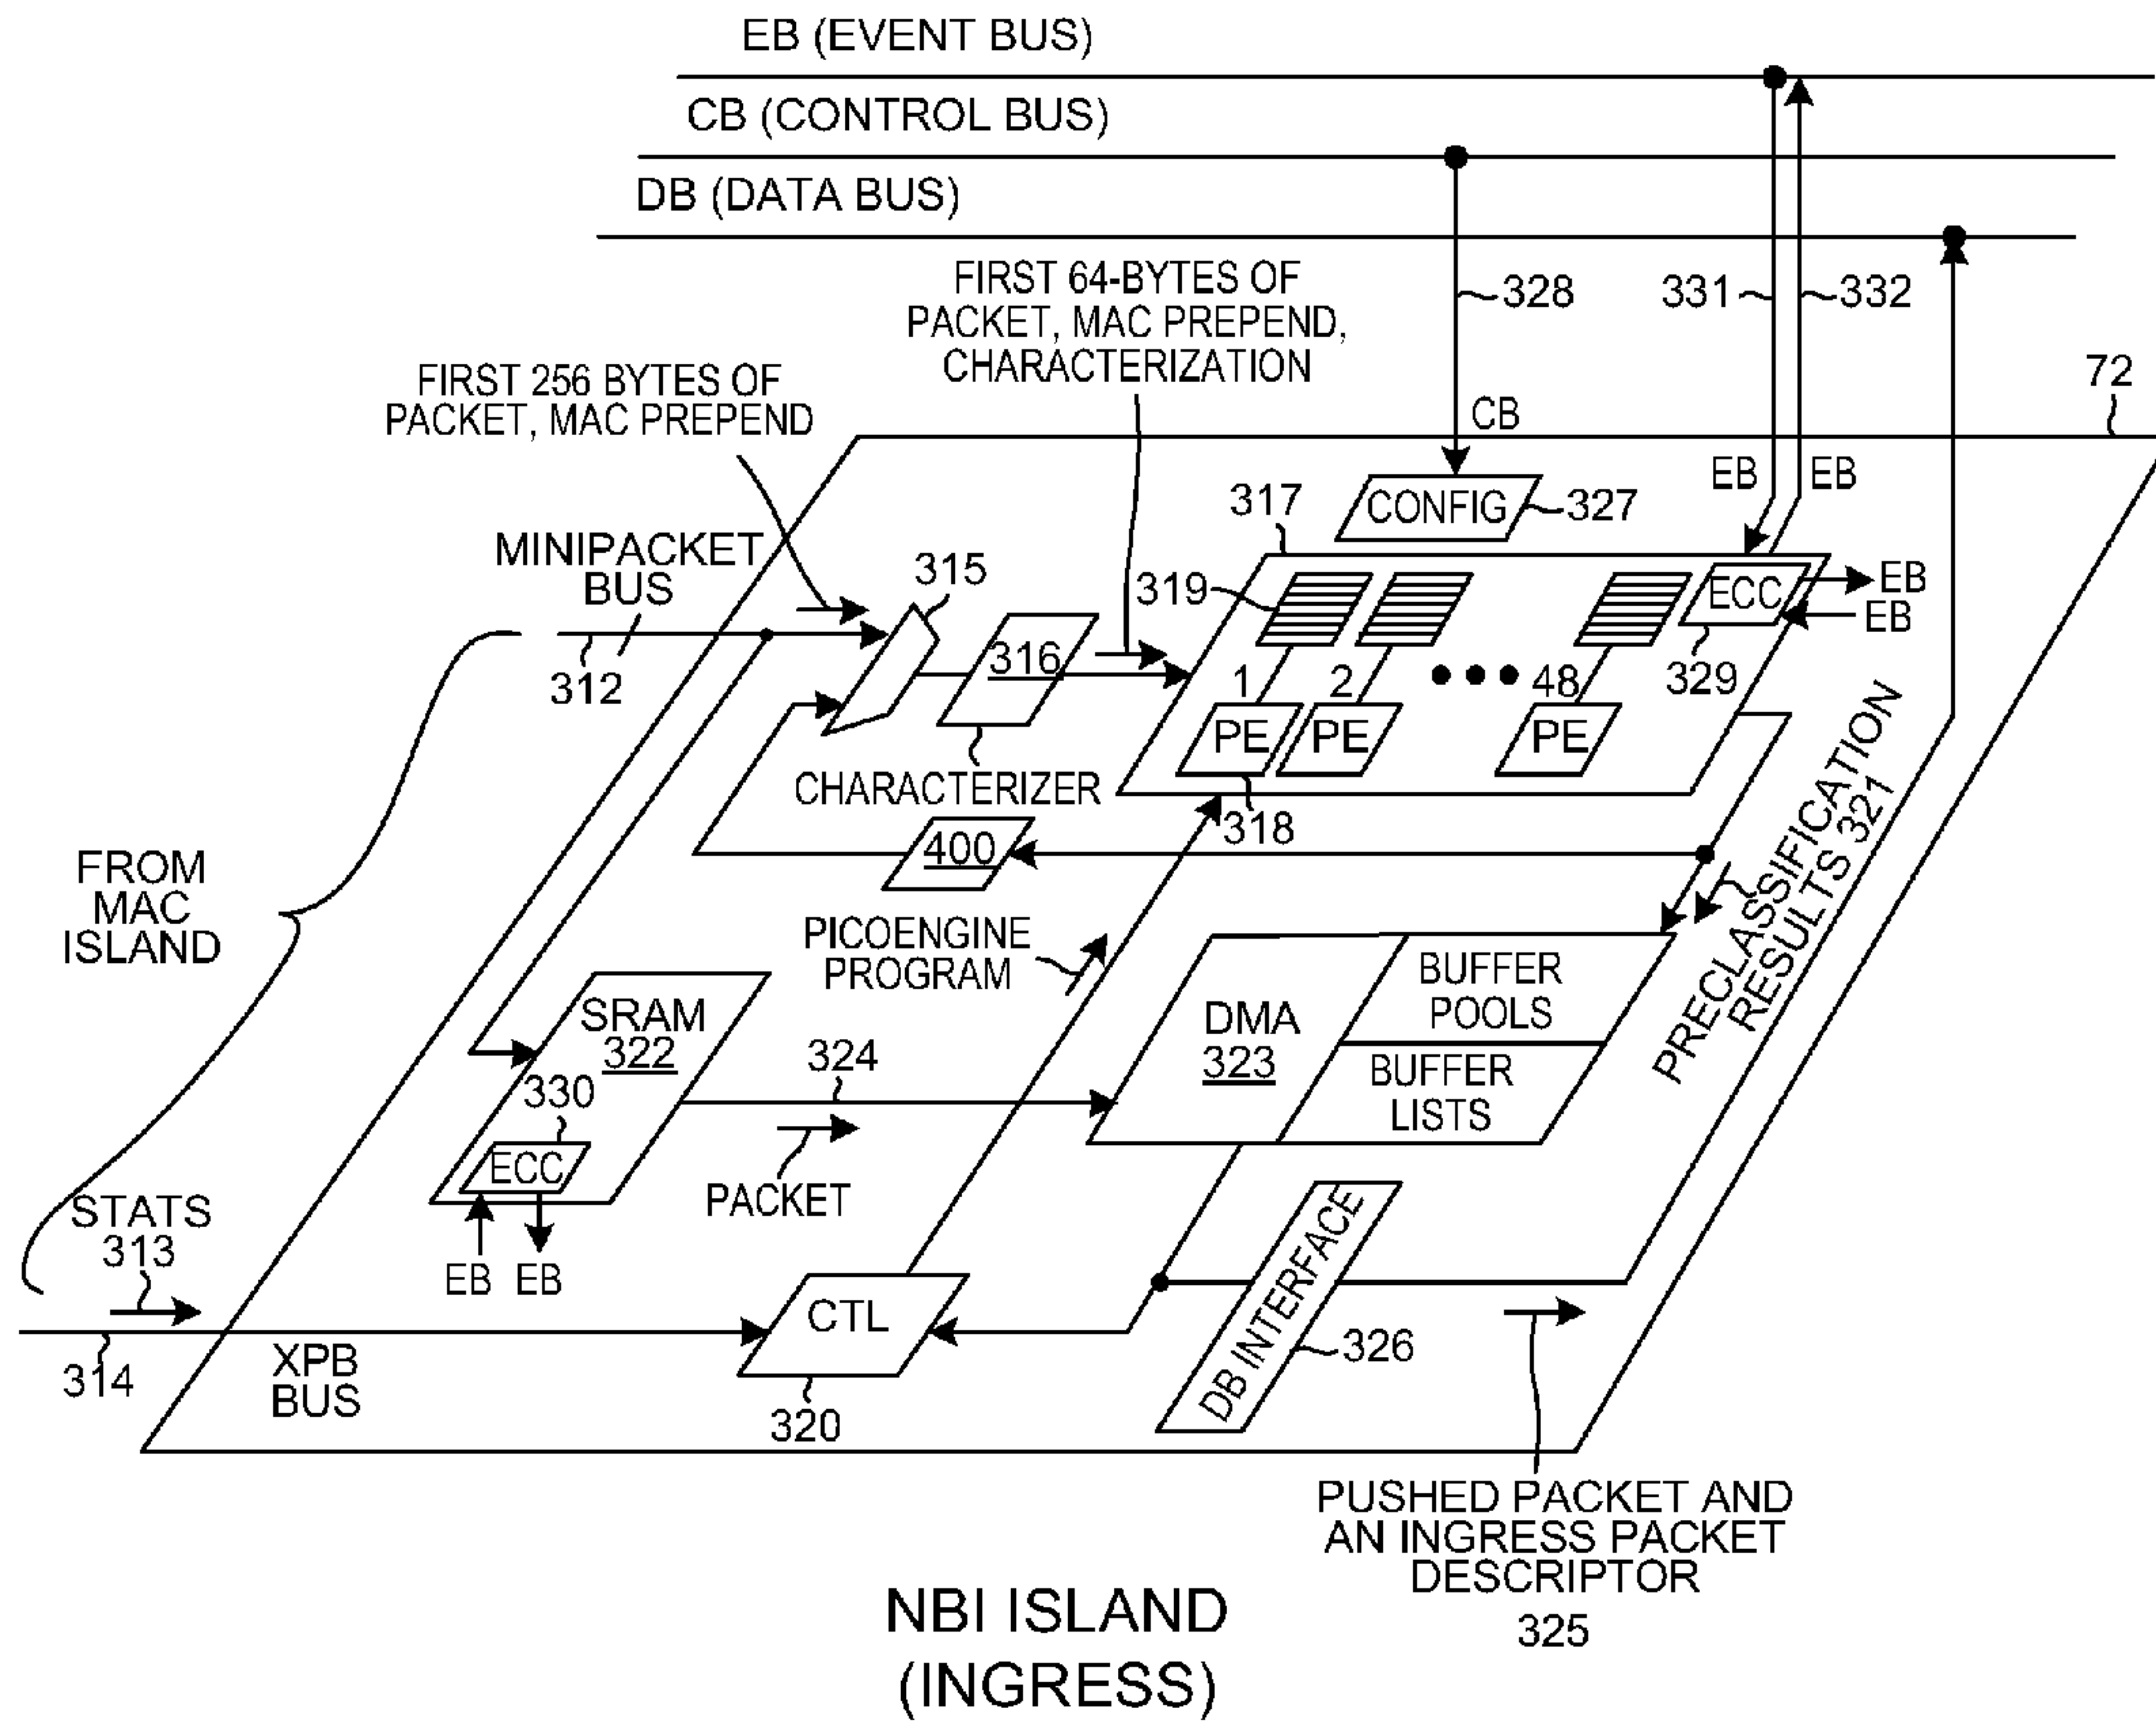 EB (EVENT BUS)
CB (CONTROL BUS)
DB (DATA BUS)
FIRST 64-BYTES OF
PACKET, MAC PREPEND,
CHARACTERIZATION
328
331
332
FIRST 256 BYTES OF
PACKET, MAC PREPEND
72
CB
EB
EB
CONFIG
327
317
MINIPACKET
BUS
315
319
ECC
EB
EB
312
316
1
2
48
329
PE
PE
PE
CHARACTERIZER
318
400
FROM
MAC
ISLAND
PICOENGINE
PROGRAM
PRECLASSIFICATION
RESULTS 321
SRAM
322
324
DMA
323
BUFFER
POOLS
BUFFER
LISTS
330
ECC
PACKET
STATS
313
EB
EB
CTL
DB INTERFACE
326
314
XPB
BUS
320
PUSHED PACKET AND
AN INGRESS PACKET
DESCRIPTOR
325
NBI ISLAND
(INGRESS)